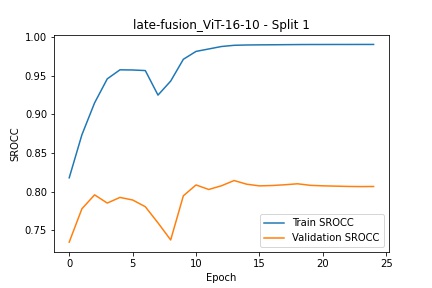 late-fusion_ViT-16-10 - Split 1
1.00
0.95
0.90
0.85
0.80
0.75
SROCC
Train SROCC
Validation SROCC
0 5 10 15 20 25
Epoch